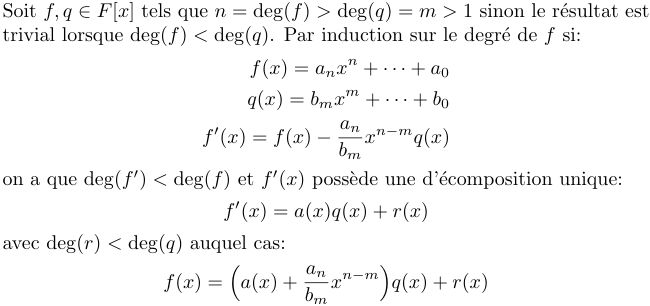 Soit f, q ∈ F[x] tels que n = deg(f) > deg(q) = m > 1 sinon le résultat est
trivial lorsque deg(f) < deg(q). Par induction sur le degré de f si:
f(x) = a_n x^n + · · · + a_0
q(x) = b_m x^m + · · · + b_0
f'(x) = f(x) − \frac{a_n}{b_m} x^{n−m} q(x)
on a que deg(f') < deg(f) et f'(x) possède une d'écomposition unique:
f'(x) = a(x)q(x) + r(x)
avec deg(r) < deg(q) auquel cas:
f(x) = (a(x) + \frac{a_n}{b_m} x^{n−m})q(x) + r(x)